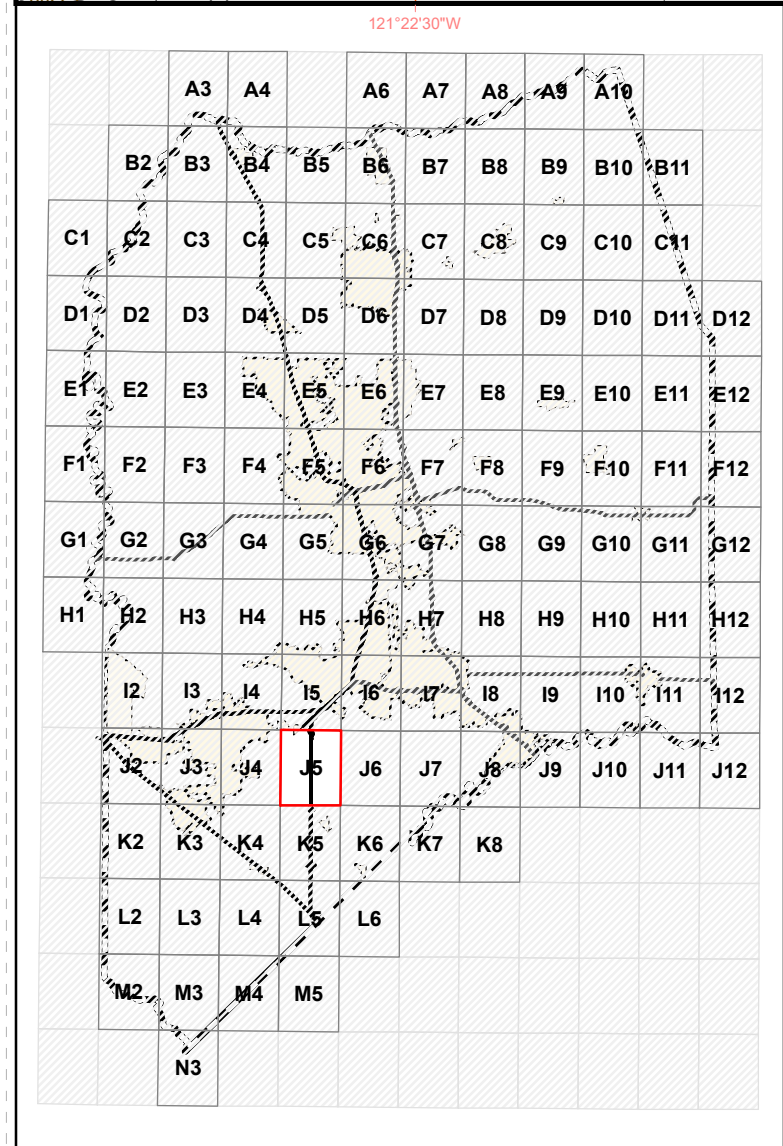 121°22'30"W
A3 A4 A6 A7 A8 A9 A10
B2 B3 B4 B5 B6 B7 B8 B9 B10 B11
C1 C2 C3 C4 C5 C6 C7 C8 C9 C10 C11
D1 D2 D3 D4 D5 D6 D7 D8 D9 D10 D11 D12
E1 E2 E3 E4 E5 E6 E7 E8 E9 E10 E11 E12
F1 F2 F3 F4 F5 F6 F7 F8 F9 F10 F11 F12
G1 G2 G3 G4 G5 G6 G7 G8 G9 G10 G11 G12
H1 H2 H3 H4 H5 H6 H7 H8 H9 H10 H11 H12
I2 I3 I4 I5 I6 I7 I8 I9 I10 I11 I12
J2 J3 J4 J5 J6 J7 J8 J9 J10 J11 J12
K2 K3 K4 K5 K6 K7 K8
L2 L3 L4 L5 L6
M2 M3 M4 M5
N3